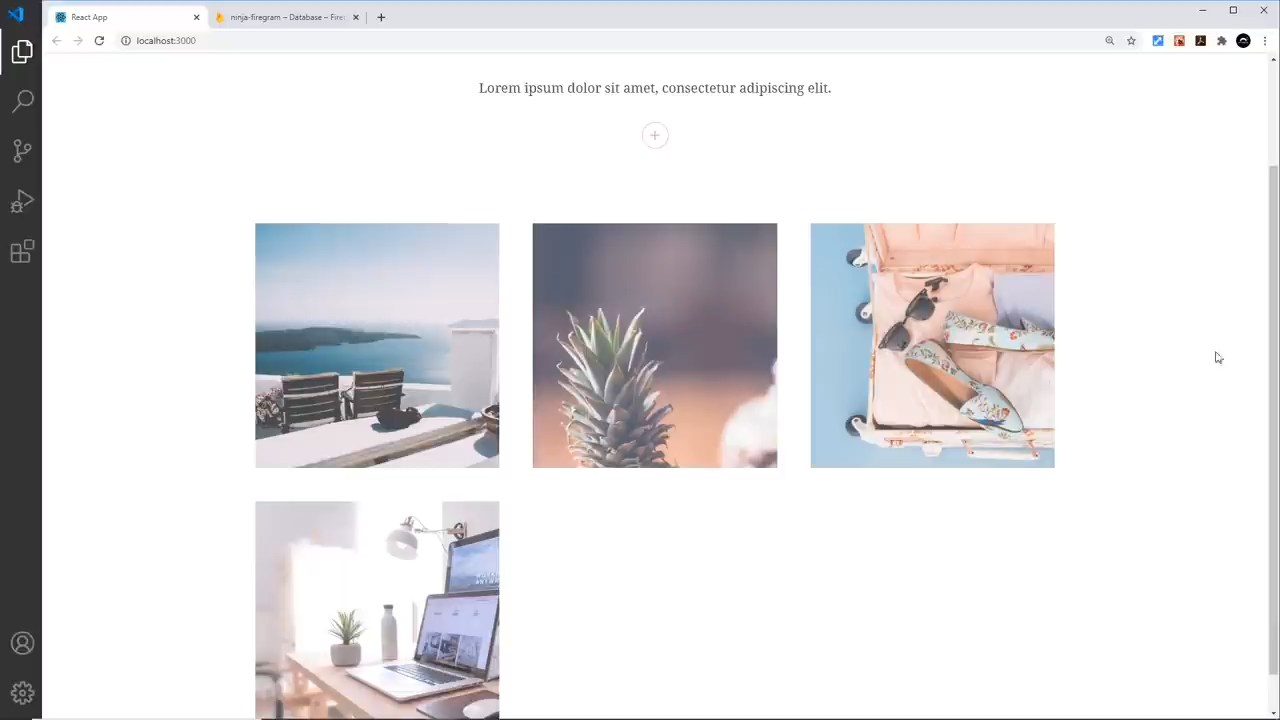 React App
ninja-firegram – Database – Fire
localhost:3000
Lorem ipsum dolor sit amet, consectetur adipiscing elit.